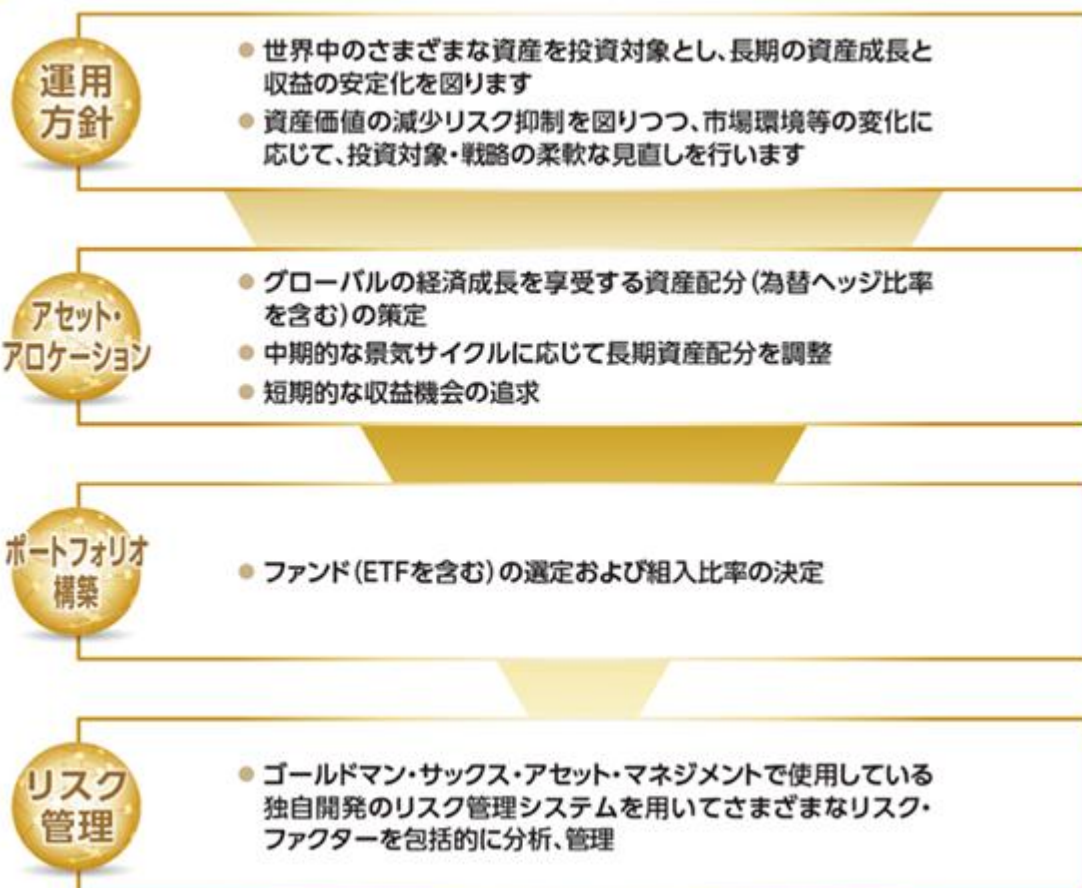 運用
方針
● 世界中のさまざまな資産を投資対象とし、長期の資産成長と
収益の安定化を図ります
● 資産価値の減少リスク抑制を図りつつ、市場環境等の変化に
応じて、投資対象・戦略の柔軟な見直しを行います
アセット・
アロケーション
● グローバルの経済成長を享受する資産配分(為替ヘッジ比率
を含む)の策定
● 中期的な景気サイクルに応じて長期資産配分を調整
● 短期的な収益機会の追求
ポートフォリオ
構築
● ファンド(ETFを含む)の選定および組入比率の決定
リスク
管理
● ゴールドマン・サックス・アセット・マネジメントで使用している
独自開発のリスク管理システムを用いてさまざまなリスク・
ファクターを包括的に分析、管理